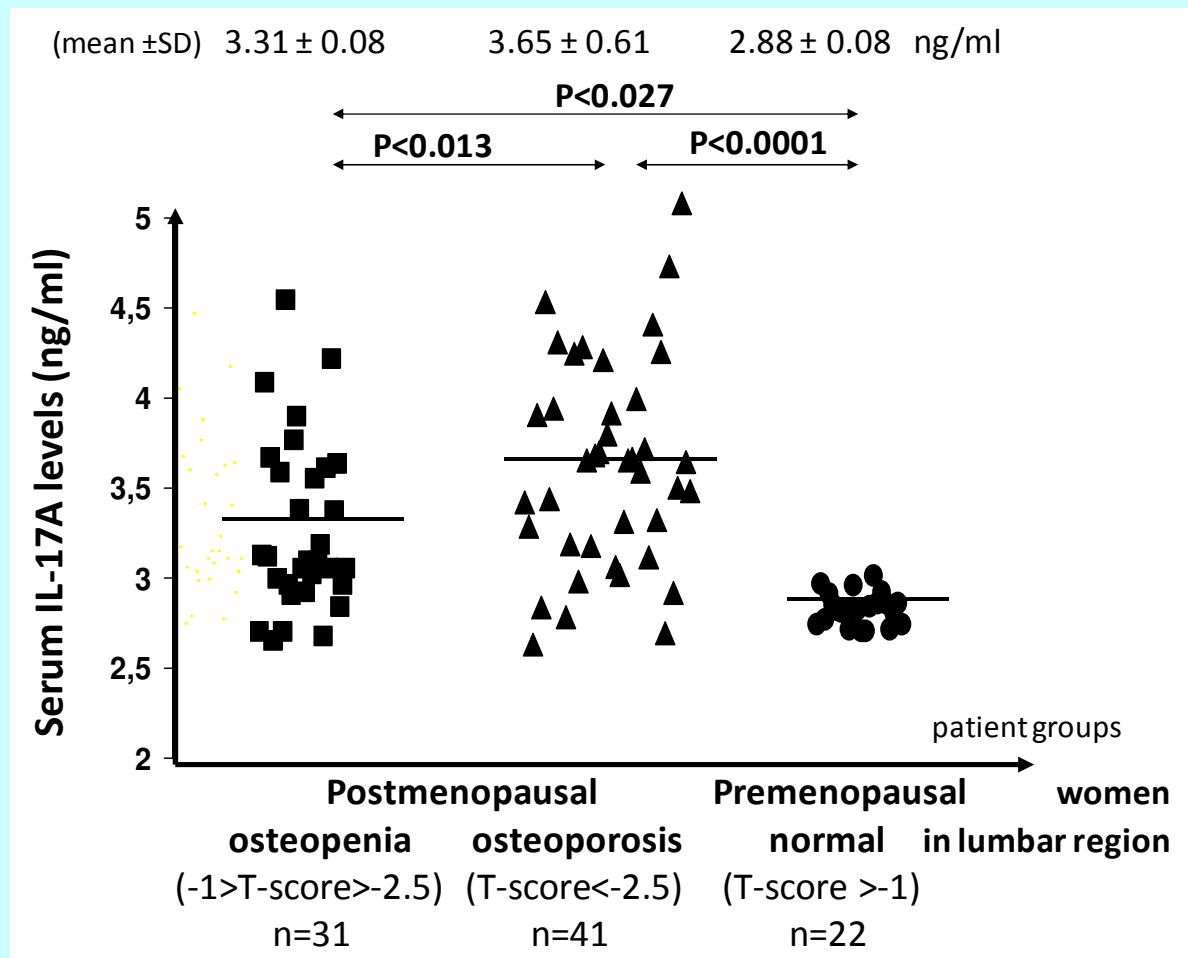 (mean ±SD) 3.31 ± 0.08 3.65 ± 0.61 2.88 ± 0.08 ng/ml
P<0.027
P<0.013 P<0.0001
Serum IL-17A levels (ng/ml)
5
4,5
4
3,5
3
2,5
2
patient groups
Postmenopausal Premenopausal women
osteopenia osteoporosis normal in lumbar region
(-1>T-score>-2.5) (T-score<-2.5) (T-score >-1)
n=31 n=41 n=22